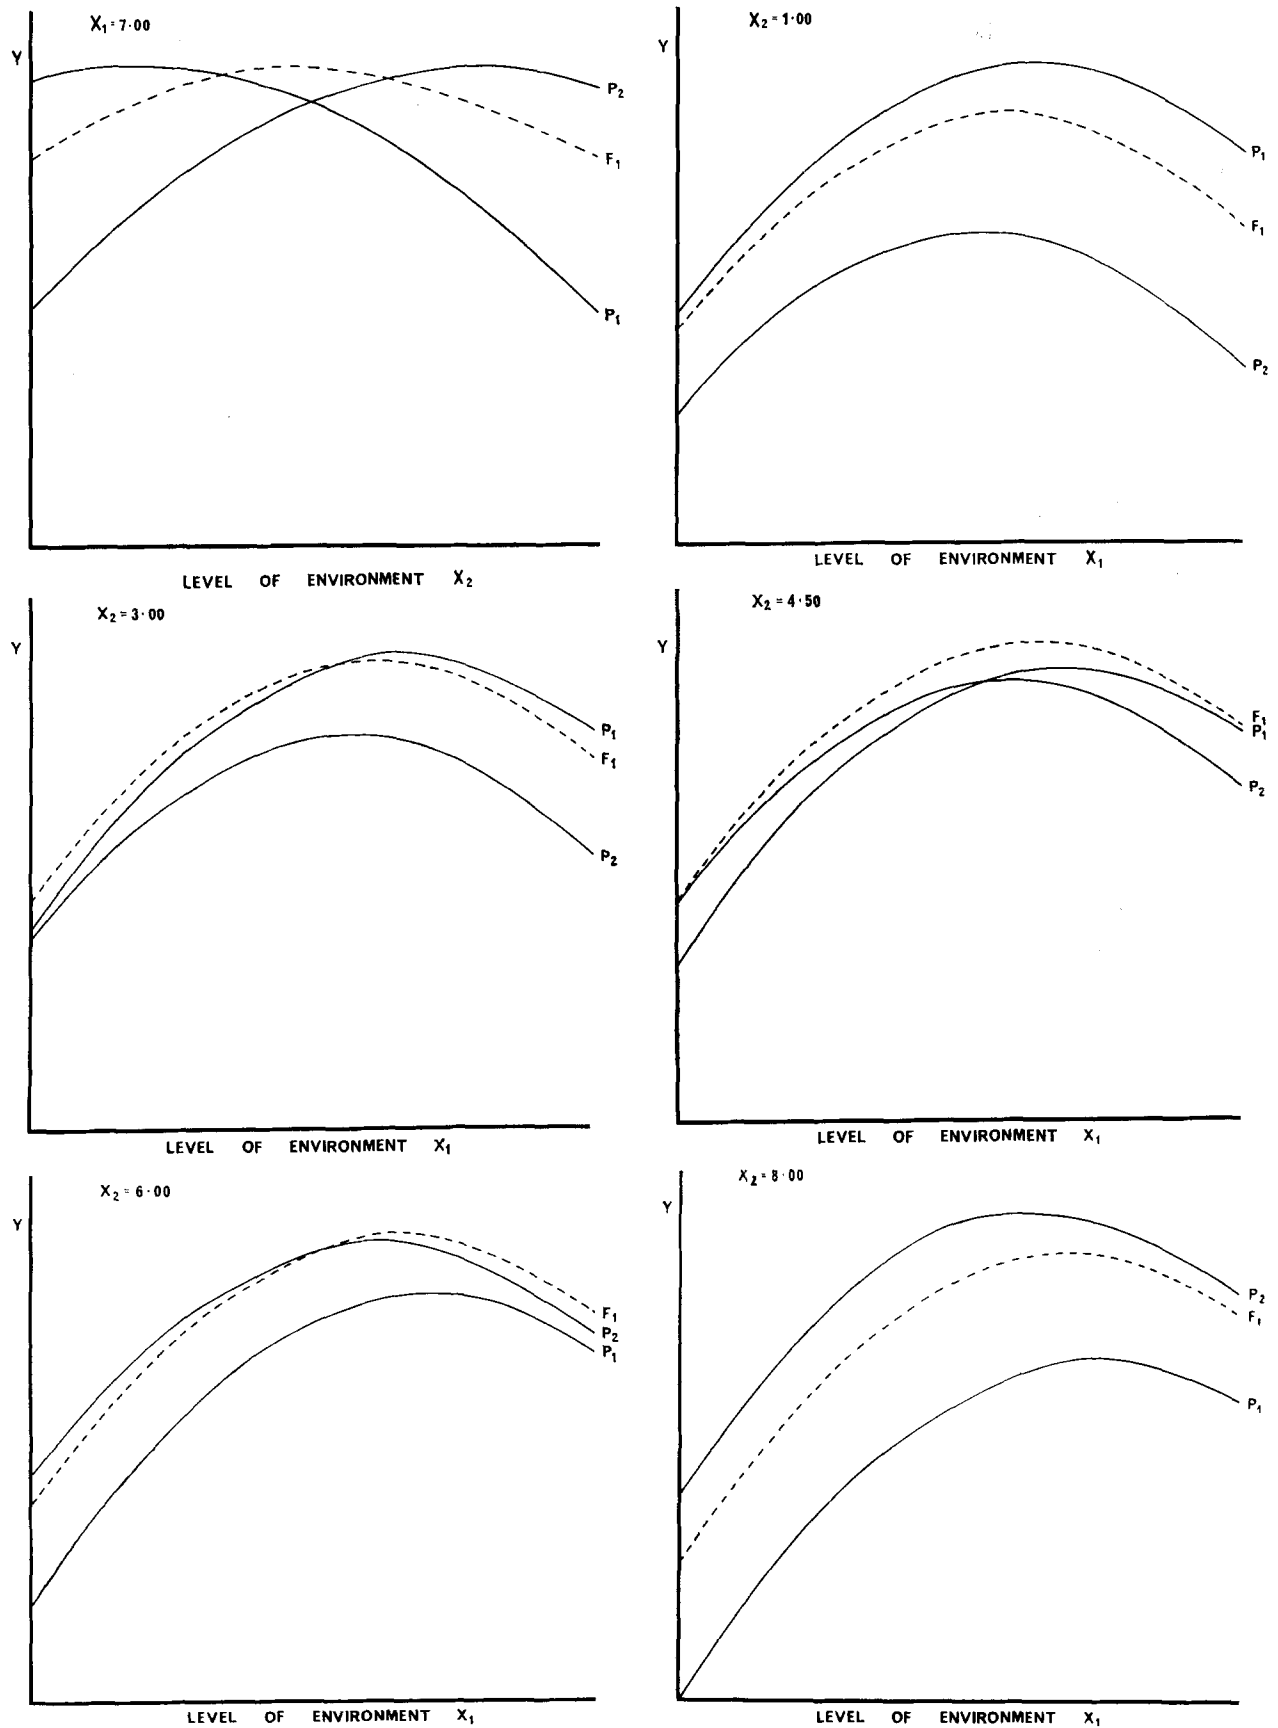 X₁ = 7·00
Y
P₂
F₁
P₁
LEVEL OF ENVIRONMENT X₂
X₂ = 1·00
Y
P₁
F₁
P₂
LEVEL OF ENVIRONMENT X₁
X₂ = 3·00
Y
P₁
F₁
P₂
LEVEL OF ENVIRONMENT X₁
X₂ = 4·50
Y
F₁
P₁
P₂
LEVEL OF ENVIRONMENT X₁
X₂ = 6·00
Y
F₁
P₂
P₁
LEVEL OF ENVIRONMENT X₁
X₂ = 8·00
Y
P₂
F₁
P₁
LEVEL OF ENVIRONMENT X₁